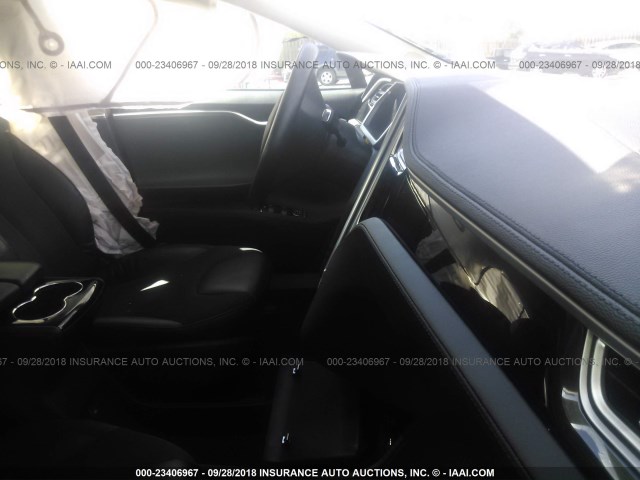 INC. - IAAI.COM 000-23406967 - 09/28/2018 INSURANCE AUTO AUCTIONS, INC. - IAAI.COM 000-23406967 - 09/28/2018
- 09/28/2018 INSURANCE AUTO AUCTIONS, INC. - IAAI.COM 000-23406967 - 09/28/2018 INSURANCE AUTO AUCTIONS, INC.
000-23406967 - 09/28/2018 INSURANCE AUTO AUCTIONS, INC. - IAAI.COM